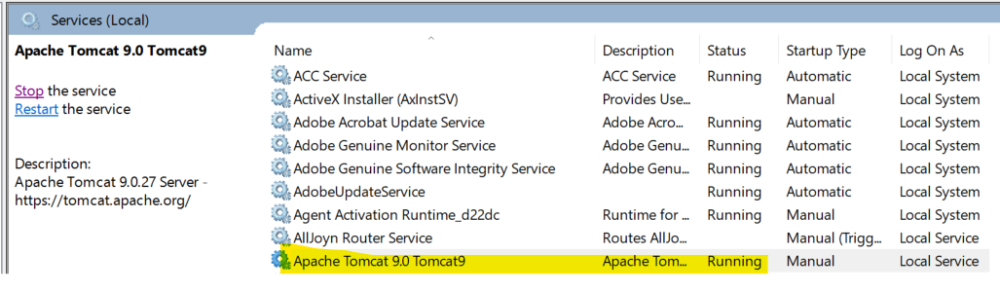 Services (Local)
Apache Tomcat 9.0 Tomcat9
Stop the service
Restart the service
Description:
Apache Tomcat 9.0.27 Server -
https://tomcat.apache.org/
Name Description Status Startup Type Log On As
ACC Service ACC Service Running Automatic Local System
ActiveX Installer (AxInstSV) Provides Use... Manual Local System
Adobe Acrobat Update Service Adobe Acro... Running Automatic Local System
Adobe Genuine Monitor Service Adobe Genu... Running Automatic Local System
Adobe Genuine Software Integrity Service Adobe Genu... Running Automatic Local System
AdobeUpdateService Running Automatic Local System
Agent Activation Runtime_d22dc Runtime for ... Running Manual Local System
AllJoyn Router Service Routes AllJo... Manual (Trigg... Local Service
Apache Tomcat 9.0 Tomcat9 Apache Tom... Running Manual Local Service